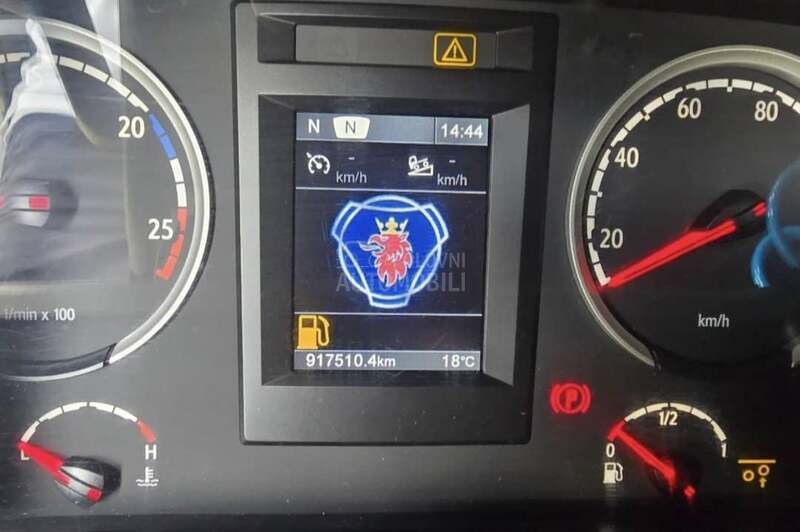 N N 14:44
- -
km/h km/h
20
25
1/min x 100
20 40 60 80
km/h
AUTOMOBILI
917510.4km 18°C
L H
P
0 1/2 1